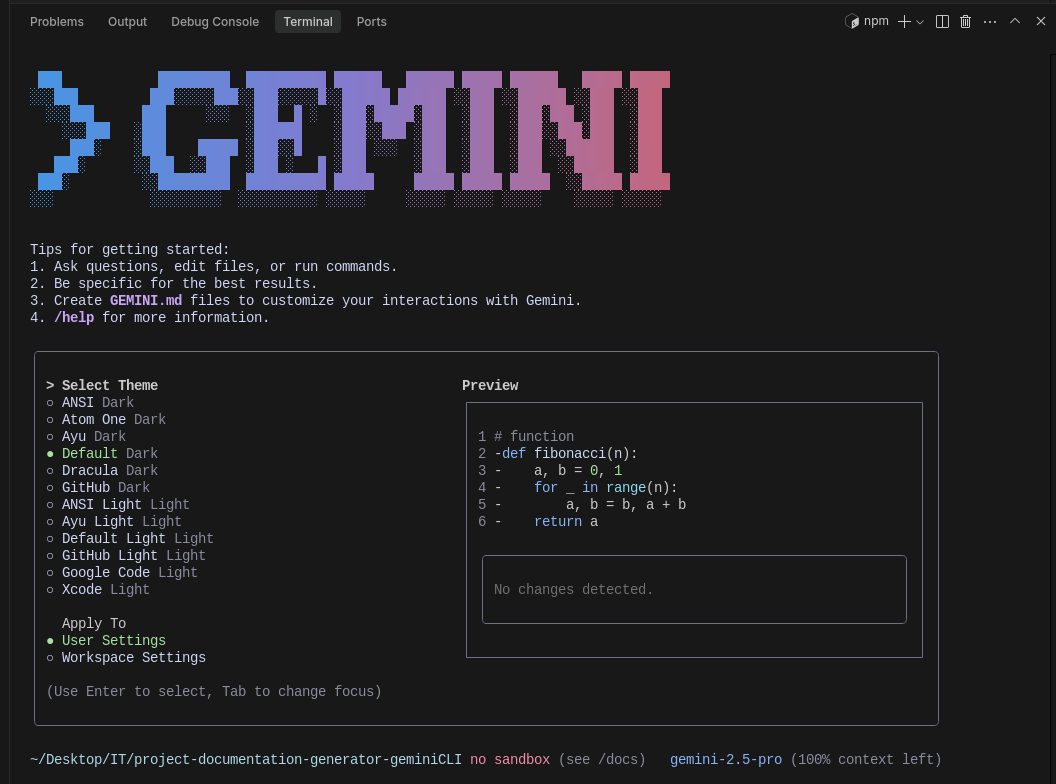 Problems Output Debug Console Terminal Ports npm
> GEMINI
Tips for getting started:
1. Ask questions, edit files, or run commands.
2. Be specific for the best results.
3. Create GEMINI.md files to customize your interactions with Gemini.
4. /help for more information.
> Select Theme
○ ANSI Dark
○ Atom One Dark
○ Ayu Dark
● Default Dark
○ Dracula Dark
○ GitHub Dark
○ ANSI Light Light
○ Ayu Light Light
○ Default Light Light
○ GitHub Light Light
○ Google Code Light
○ Xcode Light
Apply To
● User Settings
○ Workspace Settings
(Use Enter to select, Tab to change focus)
Preview
1 # function
2 -def fibonacci(n):
3 -    a, b = 0, 1
4 -    for _ in range(n):
5 -        a, b = b, a + b
6 -    return a
No changes detected.
~/Desktop/IT/project-documentation-generator-geminiCLI no sandbox (see /docs) gemini-2.5-pro (100% context left)